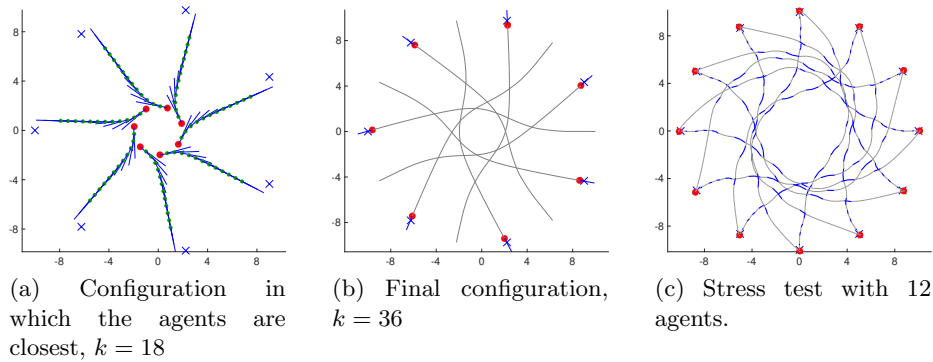 8
4
0
-4
-8
-8 -4 0 4 8
8
4
0
-4
-8
-8 -4 0 4 8
8
4
0
-4
-8
-8 -4 0 4 8
(a) Configuration in
which the agents are
closest, k = 18
(b) Final configuration,
k = 36
(c) Stress test with 12
agents.